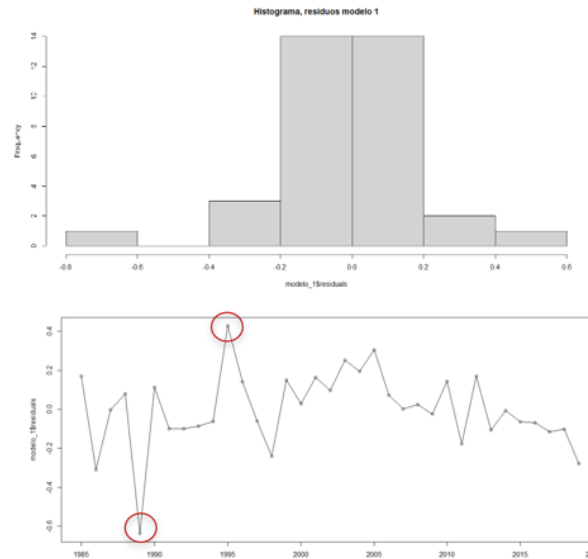 Histograma, residuos modelo 1
Frequency
14
12
10
8
6
4
2
0
-0.8 -0.6 -0.4 -0.2 0.0 0.2 0.4 0.6
modelo_1$residuals
modelo_1$residuals
0.4
0.2
0.0
-0.2
-0.4
-0.6
1985 1990 1995 2000 2005 2010 2015